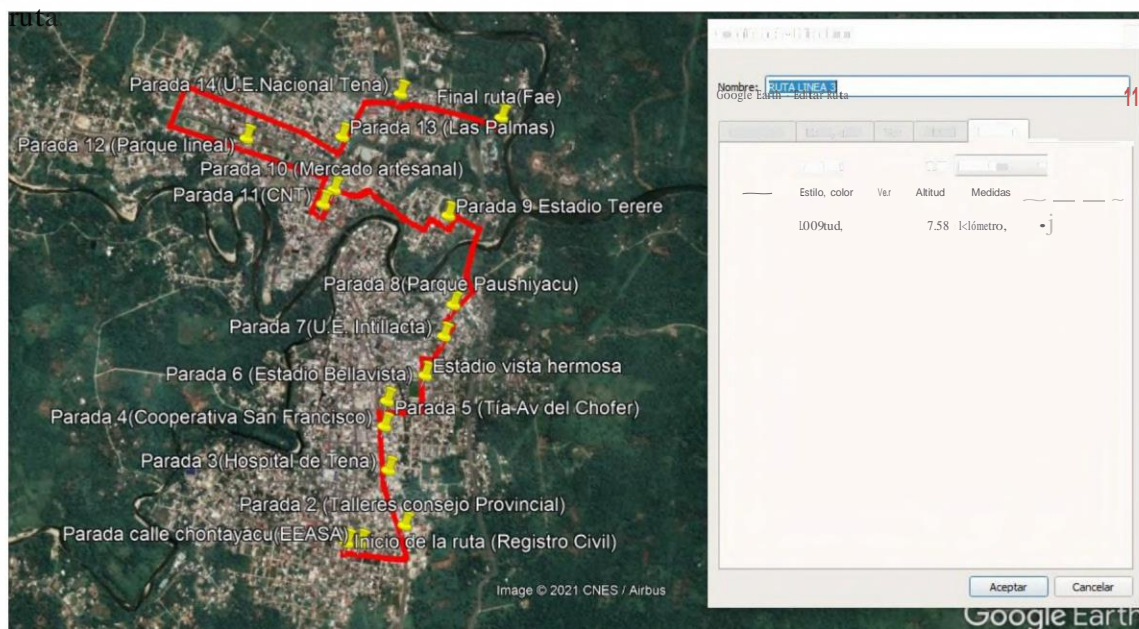 ruta
Parada 14(U.E.Nacional Tena)
Final ruta(Fae)
Parada 13 (Las Palmas)
Parada 12 (Parque lineal)
Parada 10 (Mercado artesanal)
Parada 11(CNT)
Parada 9 Estadio Terere
Parada 8(Parque Paushiyacu)
Parada 7(U.E. Intillacta)
Estadio vista hermosa
Parada 6 (Estadio Bellavista)
Parada 5 (Tía-Av del Chofer)
Parada 4(Cooperativa San Francisco)
Parada 3(Hospital de Tena)
Parada 2 (Talleres consejo Provincial)
Parada calle chontayacu(EEASA)
Inicio de la ruta (Registro Civil)
Image © 2021 CNES / Airbus
Nombre: RUTA LINEA 3
Google Earth - Editar Ruta
11
Estilo, color Ver Altitud Medidas
7.58
Aceptar Cancelar
Google Earth